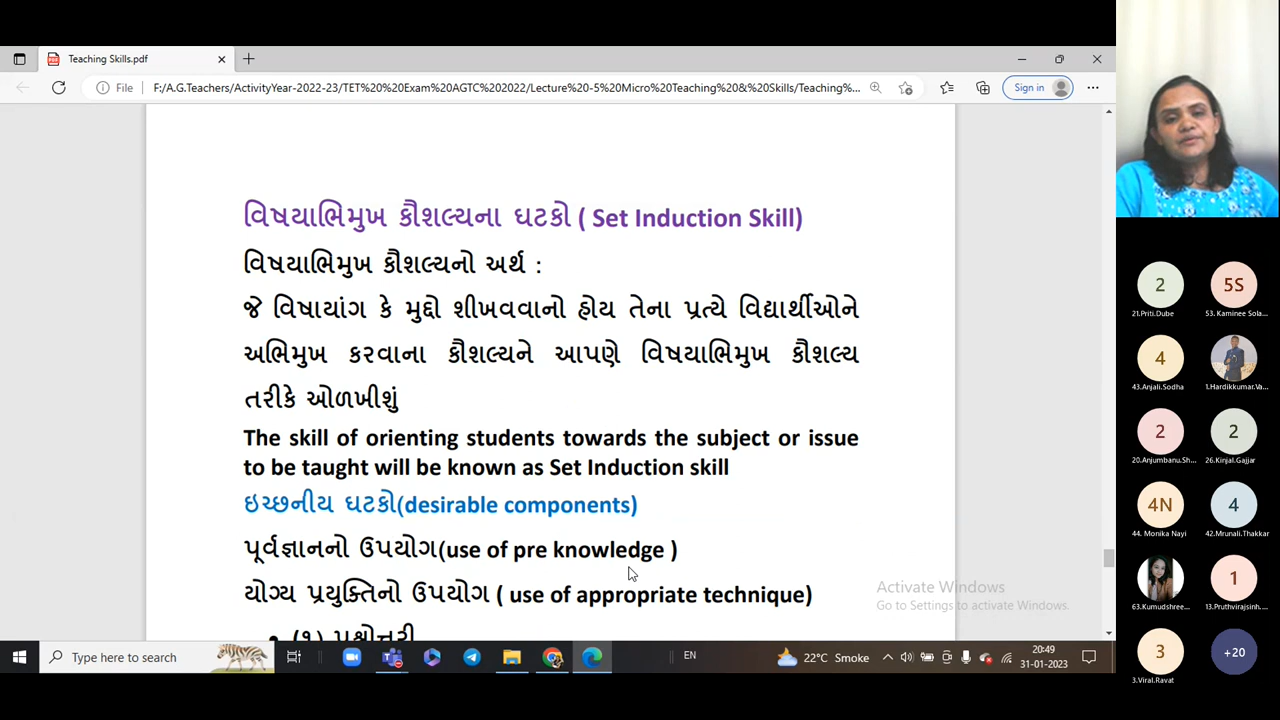 Teaching Skills.pdf
File
F:/A.G.Teachers/ActivityYear-2022-23/TET%20%20Exam%20AGTC%202022/Lecture%20-5%20Micro%20Teaching%20&%20Skills/Teaching%...
Sign in
વિષયાભિમુખ કૌશલ્યના ઘટકો ( Set Induction Skill)
વિષયાભિમુખ કૌશલ્યનો અર્થ :
જે વિષાયાંગ કે મુદ્દો શીખવવાનો હોય તેના પ્રત્યે વિદ્યાર્થીઓને
અભિમુખ કરવાના કૌશલ્યને આપણે વિષયાભિમુખ કૌશલ્ય
તરીકે ઓળખીશું
The skill of orienting students towards the subject or issue
to be taught will be known as Set Induction skill
ઇચ્છનીય ઘટકો(desirable components)
પૂર્વજ્ઞાનનો ઉપયોગ(use of pre knowledge )
યોગ્ય પ્રયુક્તિનો ઉપયોગ ( use of appropriate technique)
• (૧) પ્રશ્નોત્તરી
Activate Windows
Go to Settings to activate Windows.
2
21.Priti.Dube
5S
53. Kaminee Sola...
4
43.Anjali.Sodha
1.Hardikkumar.Va...
2
20.Anjumbanu.Sh...
2
26.Kinjal.Gajjar
4N
44. Monika Nayi
4
42.Mrunali.Thakkar
63.Kumudshree...
1
13.Pruthvirajsinh...
3
3.Viral.Ravat
+20
Type here to search
EN
22°C Smoke
20:49
31-01-2023